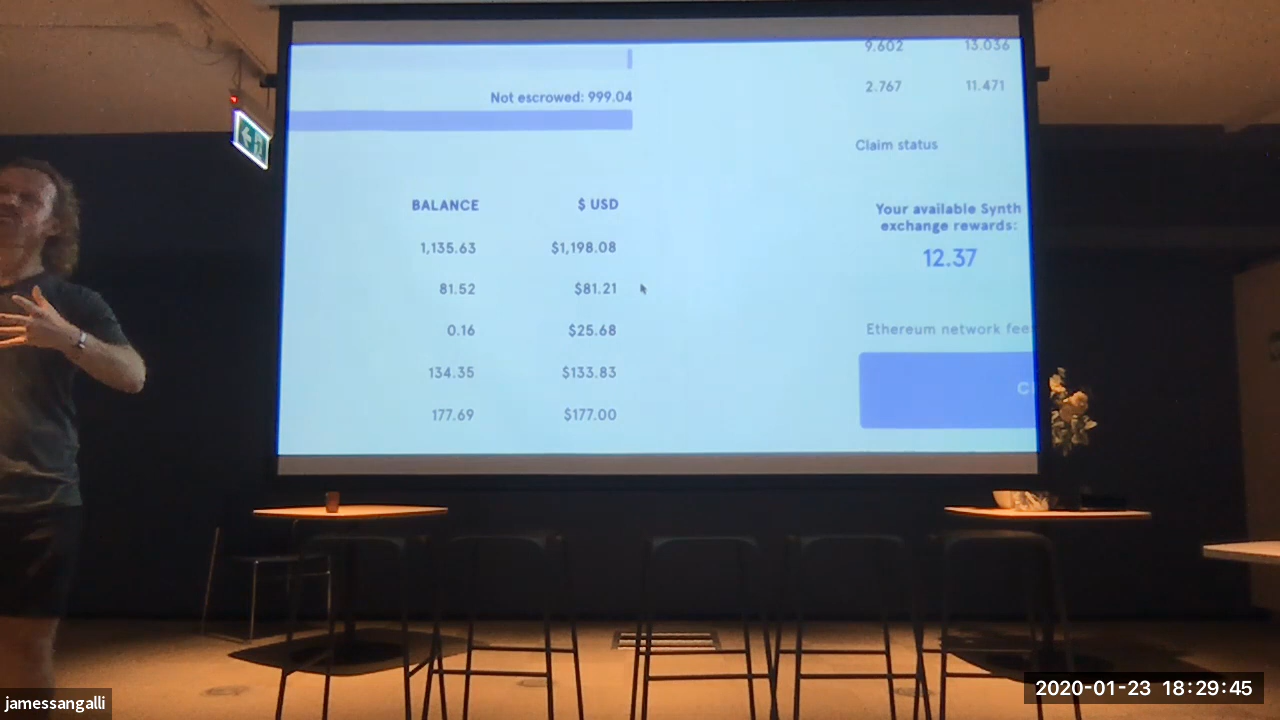 9.602 13.036
2.767 11.471
Not escrowed: 999.04
Claim status
BALANCE $ USD
1,135.63 $1,198.08
81.52 $81.21
0.16 $25.68
134.35 $133.83
177.69 $177.00
Your available Synth
exchange rewards:
12.37
Ethereum network fee
jamessangalli
2020-01-23 18:29:45